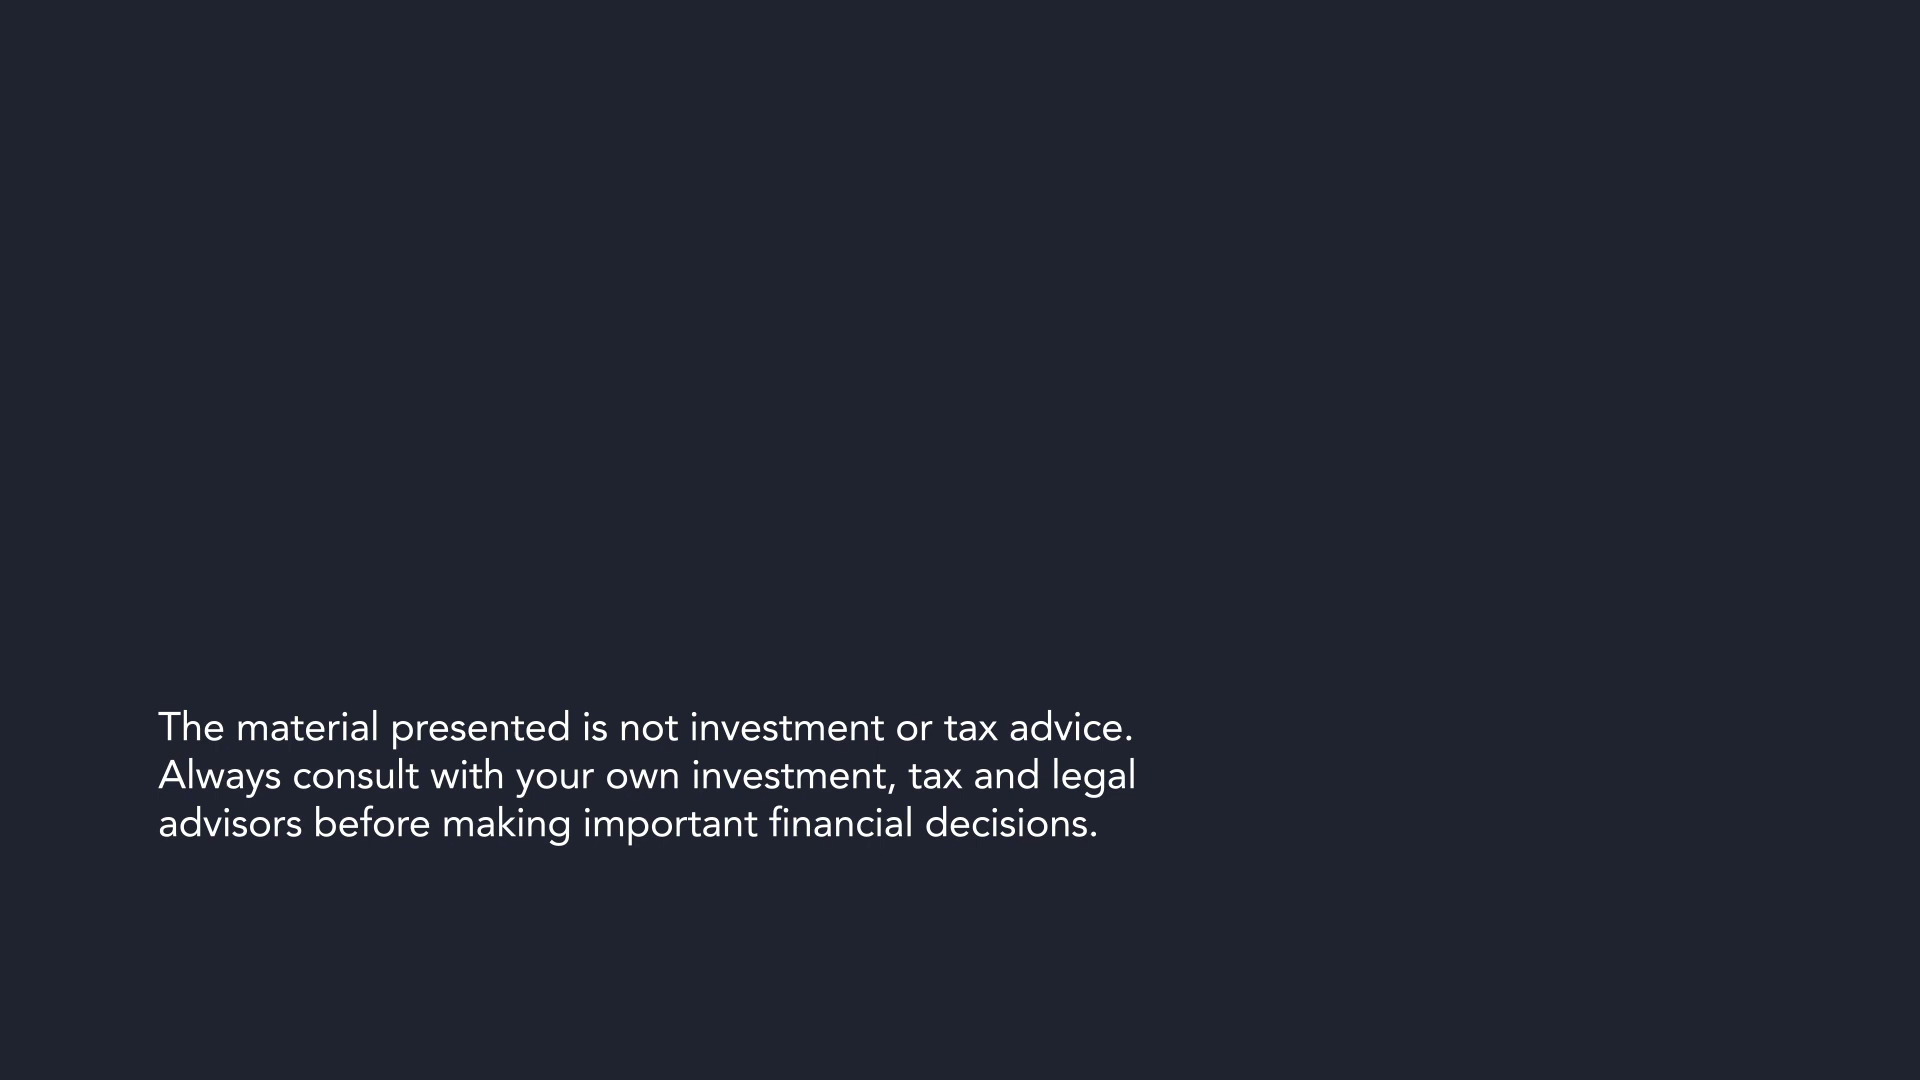 The material presented is not investment or tax advice.
Always consult with your own investment, tax and legal
advisors before making important financial decisions.